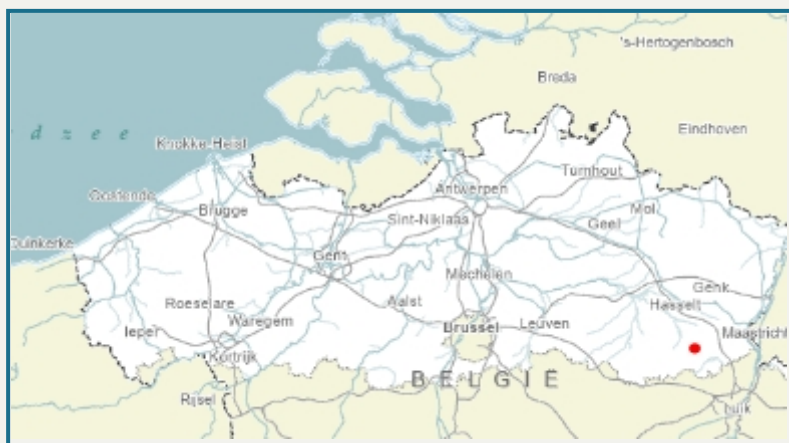 's-Hertogenbosch
Breda
Eindhoven
d z e e
Knokke-Heist
Turnhout
Antwerpen
Oostende
Brugge
Mol
Sint-Niklaas
Geel
Duinkerke
Gent
Mechelen
Genk
Roeselare
Aalst
Hasselt
Ieper
Waregem
Brussel
Leuven
Maastricht
Kortrijk
BELGIË
Rijsel
Luik